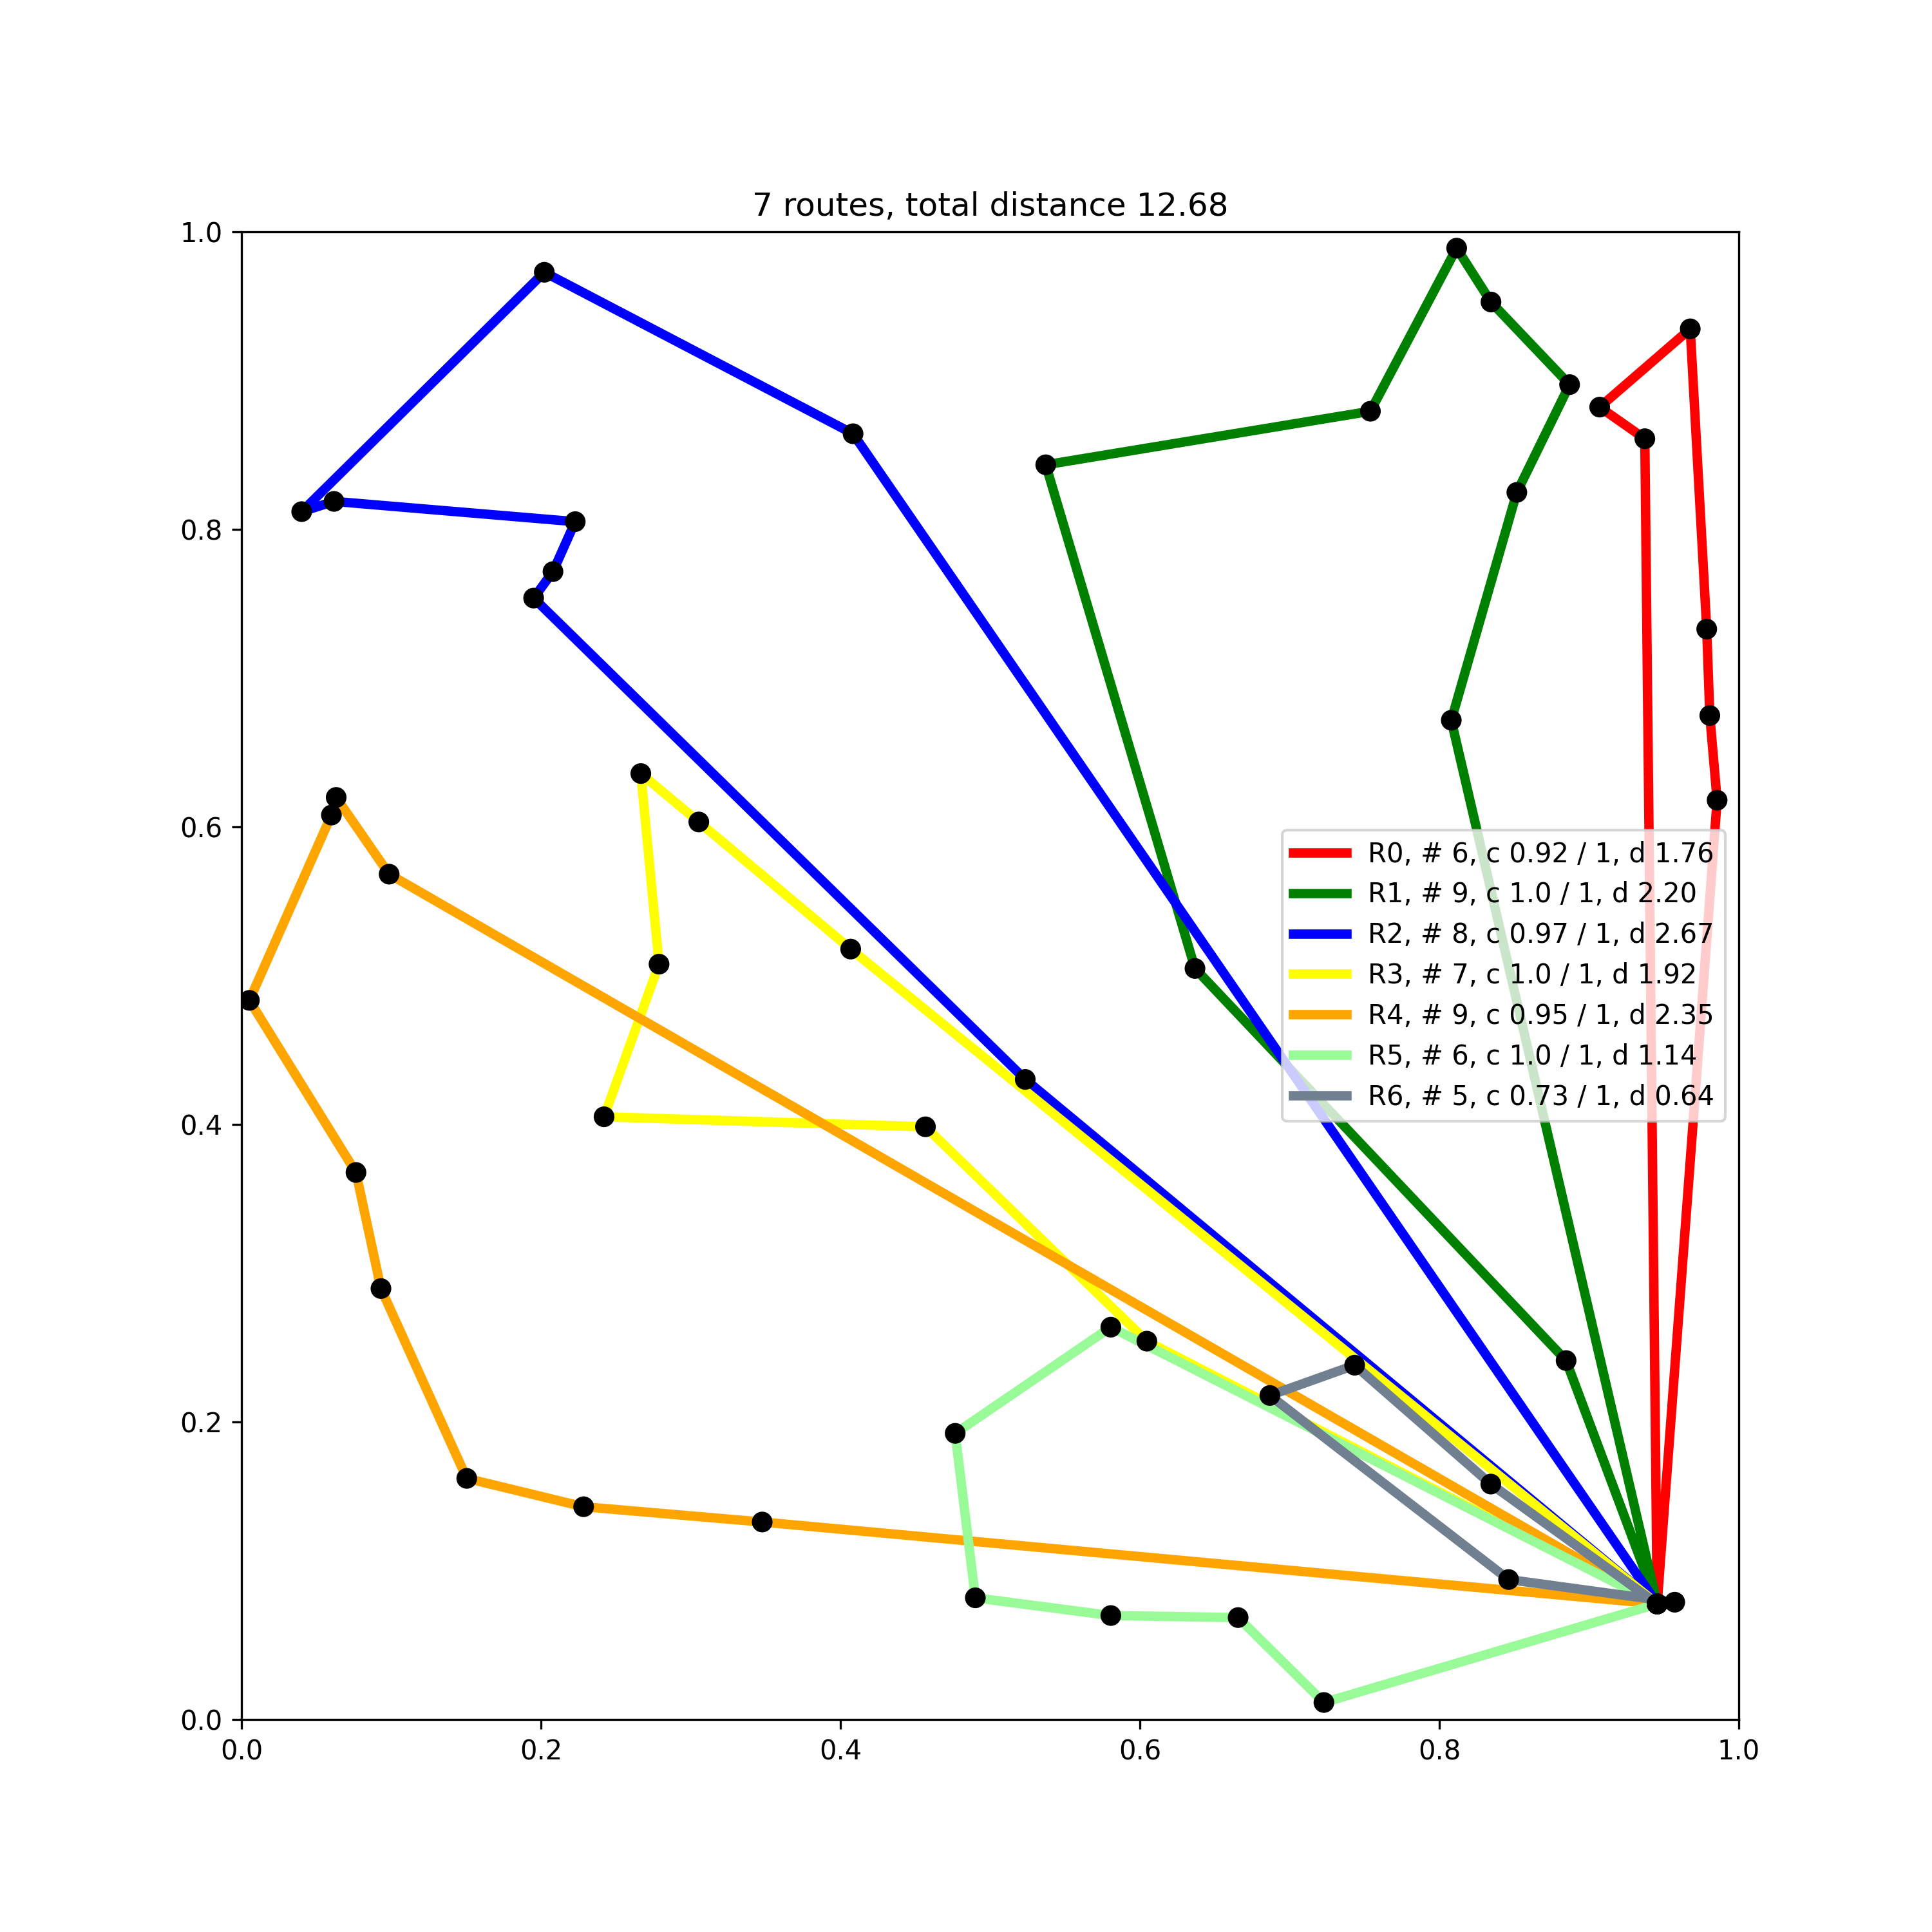 7 routes, total distance 12.68
1.0
0.8
0.6
0.4
0.2
0.0
0.0 0.2 0.4 0.6 0.8 1.0
R0, # 6, c 0.92 / 1, d 1.76
R1, # 9, c 1.0 / 1, d 2.20
R2, # 8, c 0.97 / 1, d 2.67
R3, # 7, c 1.0 / 1, d 1.92
R4, # 9, c 0.95 / 1, d 2.35
R5, # 6, c 1.0 / 1, d 1.14
R6, # 5, c 0.73 / 1, d 0.64